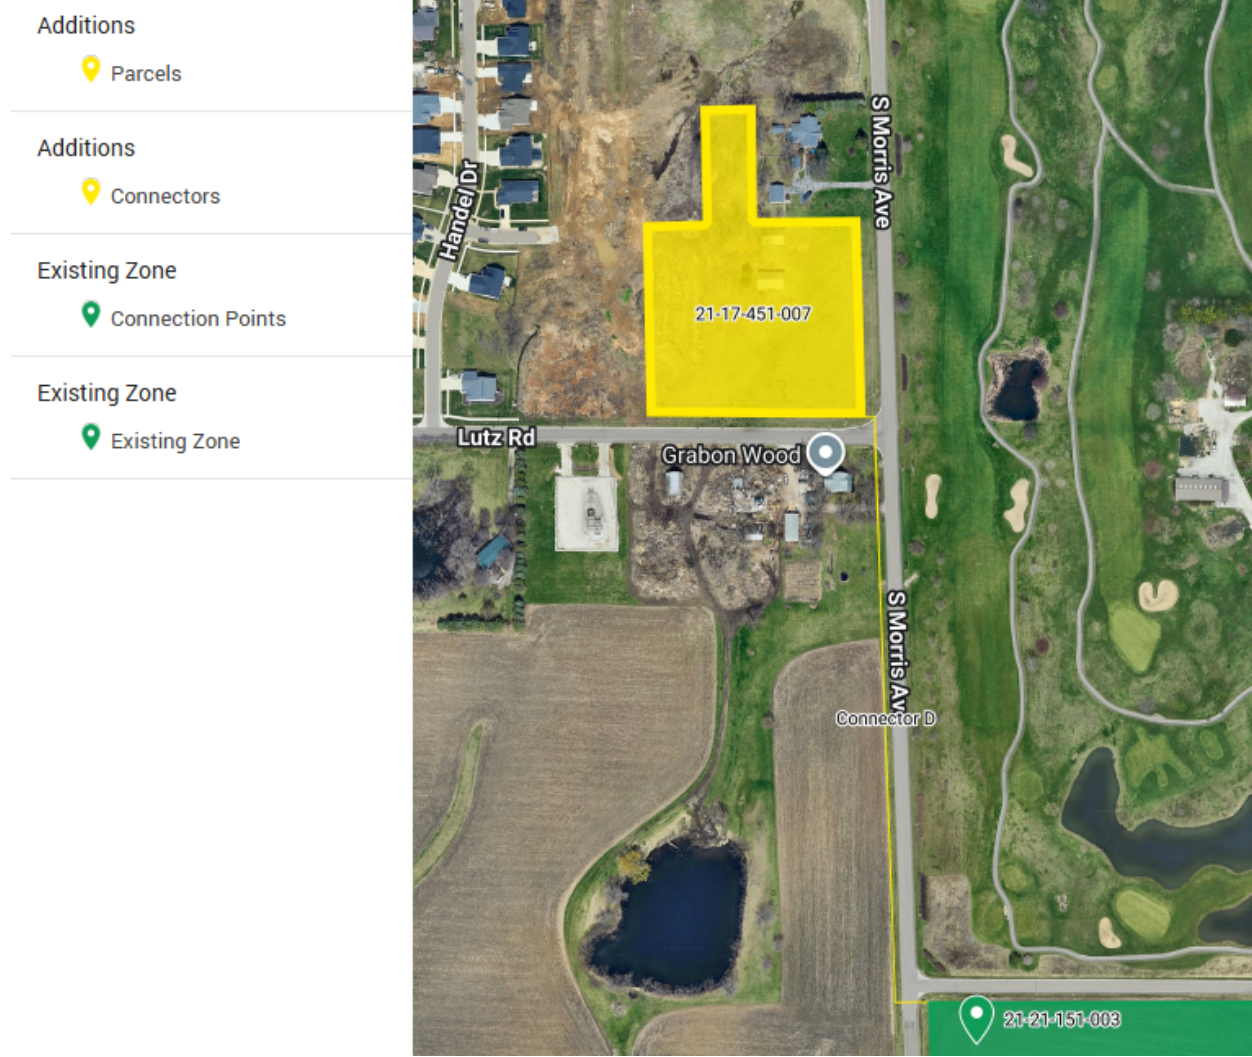 Additions
Parcels
Additions
Connectors
Existing Zone
Connection Points
Existing Zone
Existing Zone
S Morris Ave
Handel Dr
21-17-451-007
Lutz Rd
Grabon Wood
S Morris Av
Connector D
21-21-151-003